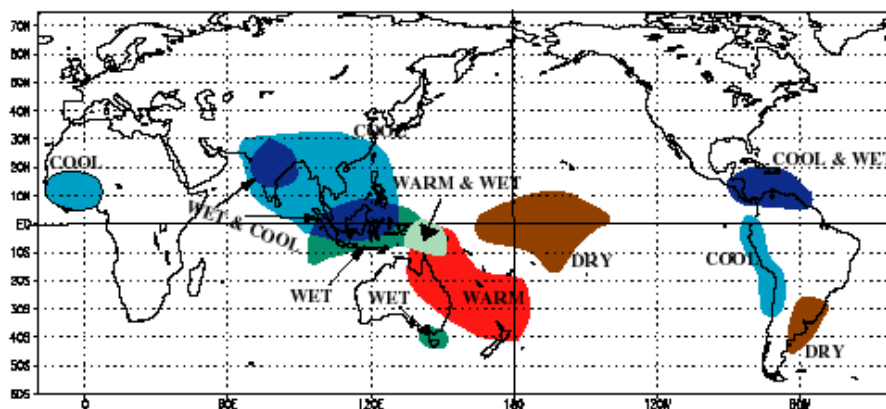 70N
60N
50N
40N
30N
20N
10N
EQ
10S
20S
30S
40S
50S
60S
COOL
COOL
WARM & WET
WET & COOL
COOL & WET
WET
WET
WARM
DRY
COOL
DRY
0
60E
120E
180
120W
60W